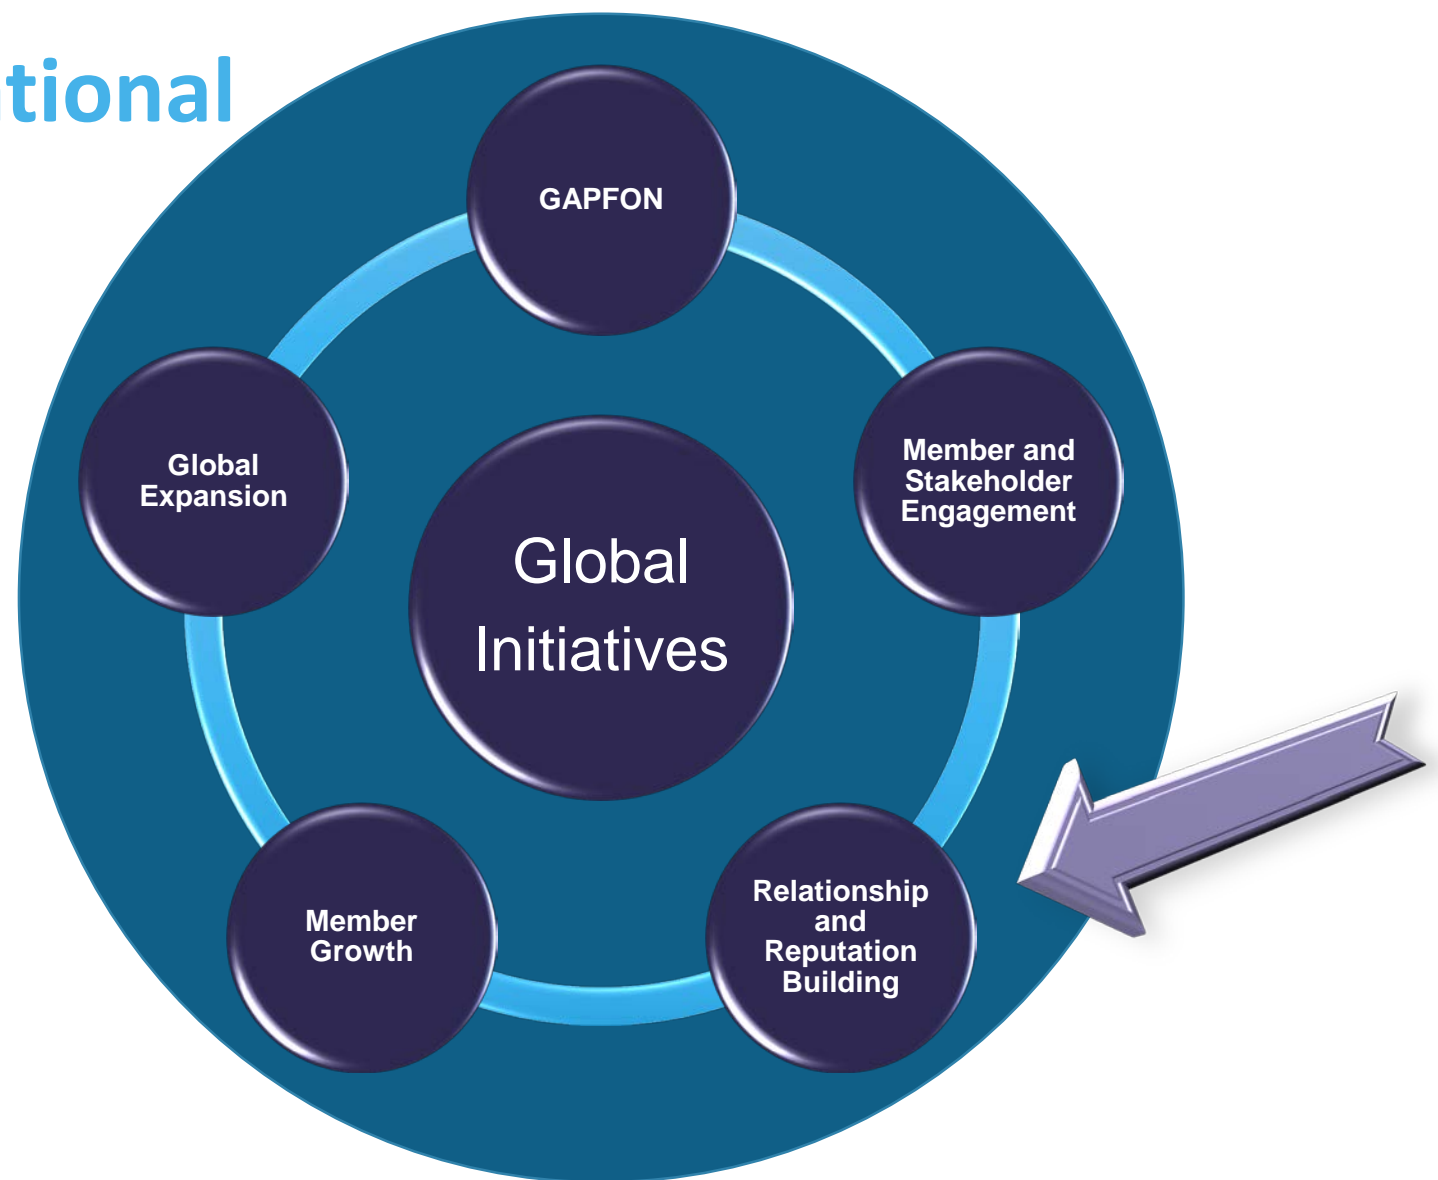 tional
GAPFON
Member and
Stakeholder
Engagement
Relationship
and
Reputation
Building
Member
Growth
Global
Expansion
Global
Initiatives